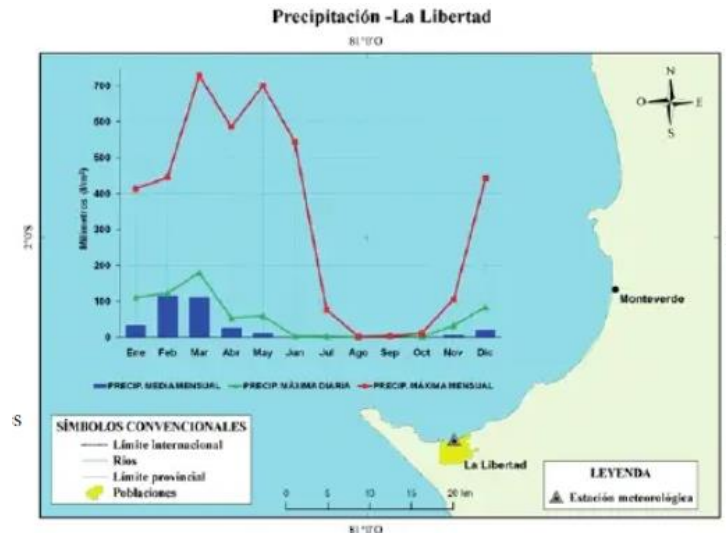 Precipitación -La Libertad
81°0'O
N
O E
S
700
600
500
400
300
200
100
0
Milímetros (l/m²)
Ene Feb Mar Abr May Jun Jul Ago Sep Oct Nov Dic
PRECIP. MEDIA MENSUAL PRECIP. MÁXIMA DIARIA PRECIP. MÁXIMA MENSUAL
2°0'S
Monteverde
S
SÍMBOLOS CONVENCIONALES
Límite internacional
Ríos
Límite provincial
Poblaciones
La Libertad
0 5 10 15 20 km
LEYENDA
Estación meteorológica
81°0'O